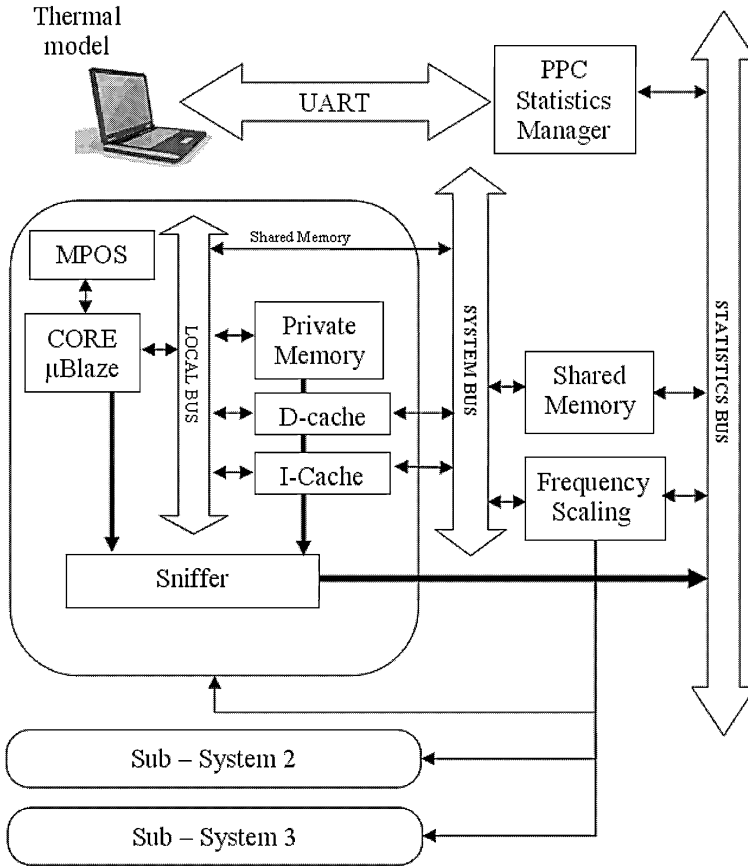 Thermal
model
UART
PPC
Statistics
Manager
MPOS
CORE
µBlaze
LOCAL BUS
Shared Memory
Private
Memory
D-cache
I-Cache
Sniffer
SYSTEM BUS
Shared
Memory
Frequency
Scaling
STATISTICS BUS
Sub – System 2
Sub – System 3